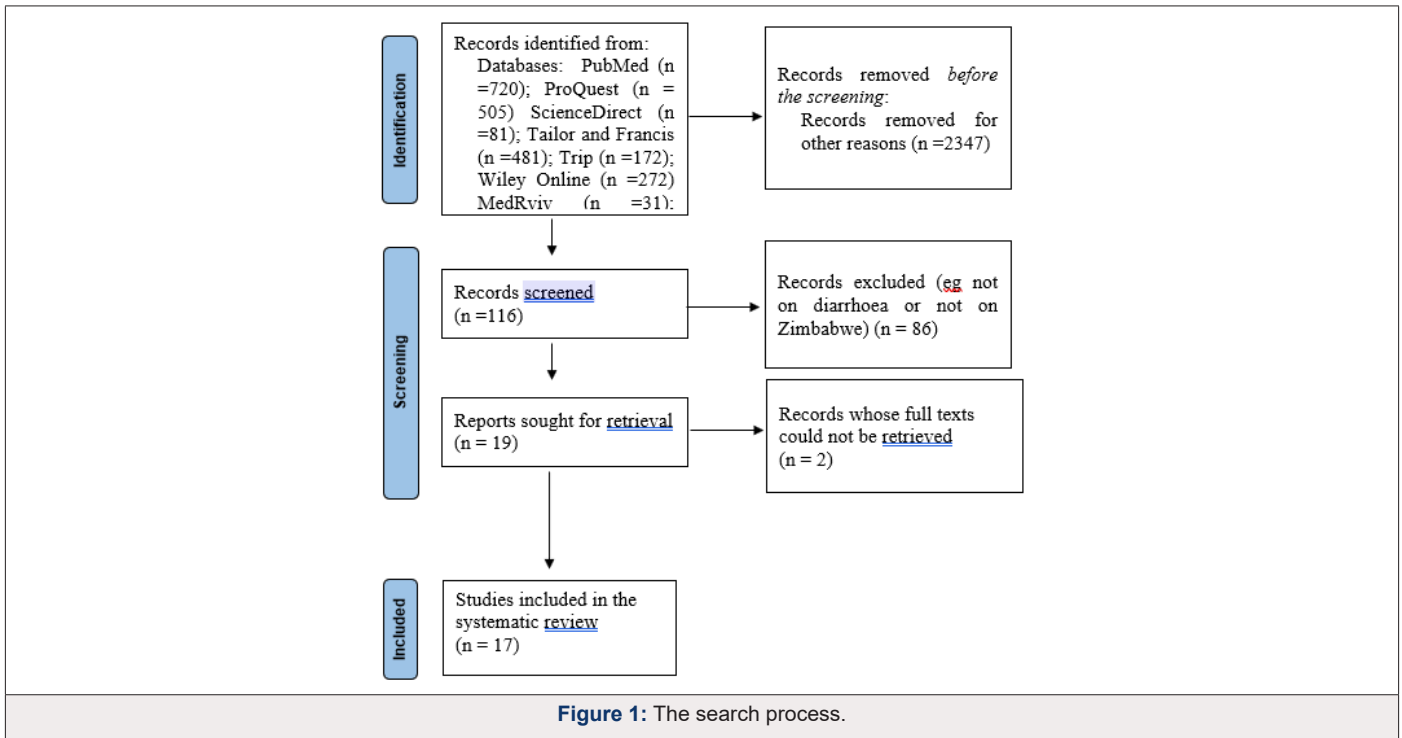 Identification
Records identified from:
Databases: PubMed (n
=720); ProQuest (n =
505) ScienceDirect (n
=81); Tailor and Francis
(n =481); Trip (n =172);
Wiley Online (n =272)
MedRviv (n =31);
Records removed before
the screening:
Records removed for
other reasons (n =2347)
Screening
Records screened
(n =116)
Records excluded (eg not
on diarrhoea or not on
Zimbabwe) (n = 86)
Reports sought for retrieval
(n = 19)
Records whose full texts
could not be retrieved
(n = 2)
Included
Studies included in the
systematic review
(n = 17)
Figure 1: The search process.